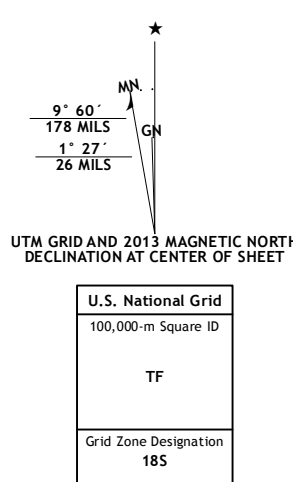 MN
9° 60´
178 MILS
GN
1° 27´
26 MILS
UTM GRID AND 2013 MAGNETIC NORTH
DECLINATION AT CENTER OF SHEET
U.S. National Grid
100,000-m Square ID
TF
Grid Zone Designation
18S